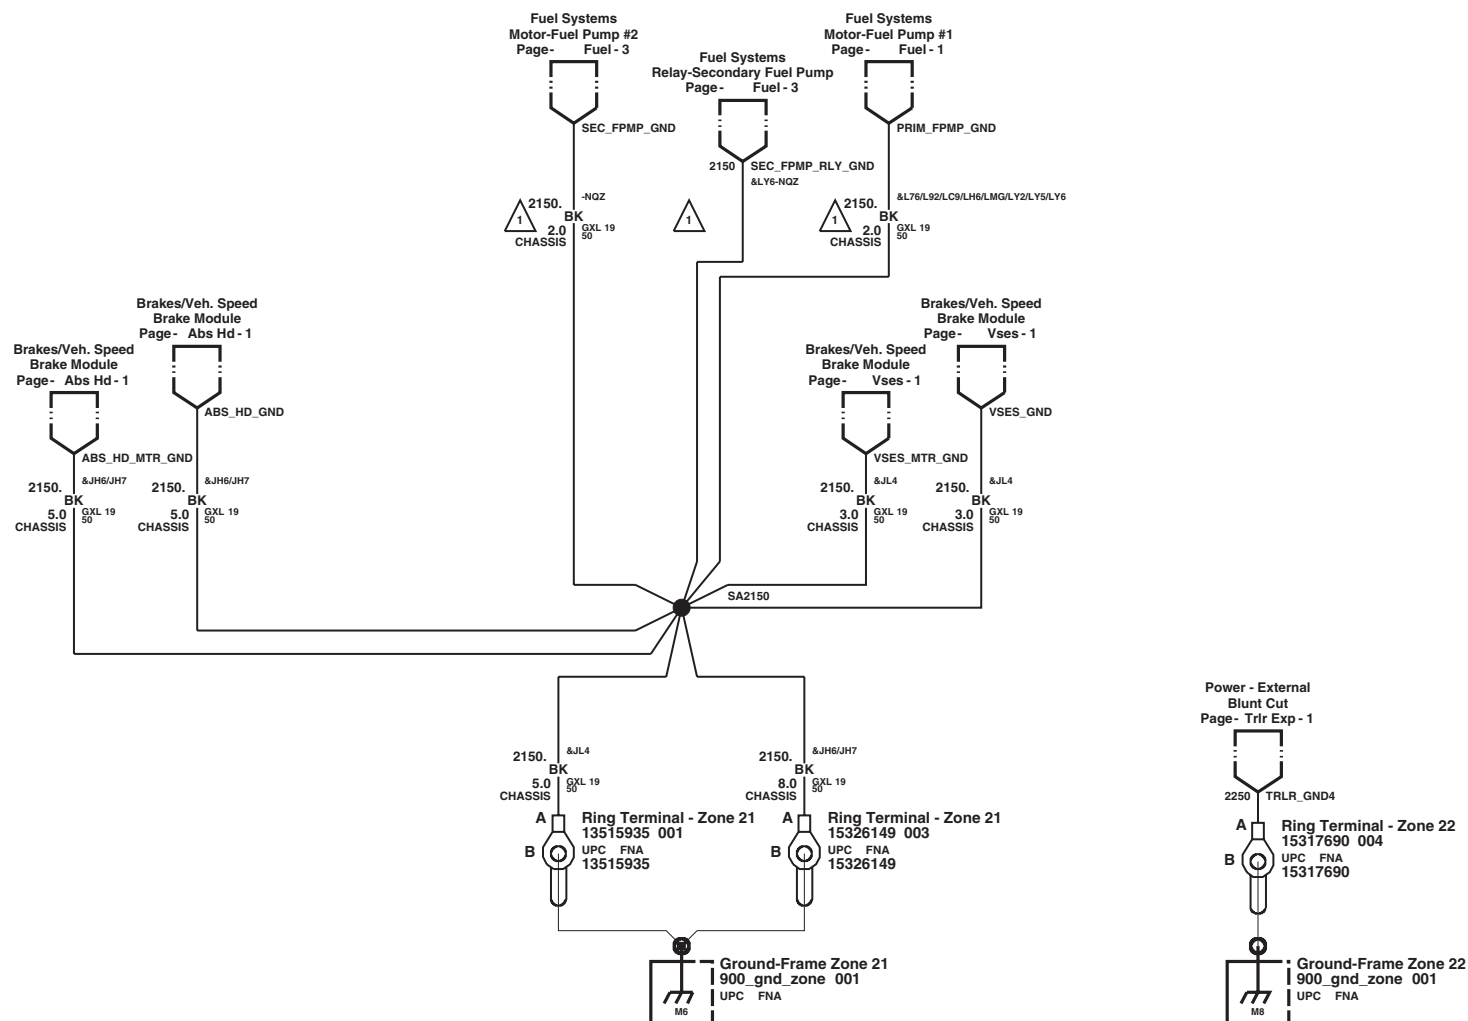 Fuel Systems
Motor-Fuel Pump #2
Page- Fuel - 3
SEC_FPMP_GND
-NQZ
2150.
1
BK
2.0
GXL 19
50
CHASSIS
Fuel Systems
Relay-Secondary Fuel Pump
Page- Fuel - 3
2150 SEC_FPMP_RLY_GND
&LY6-NQZ
1
Fuel Systems
Motor-Fuel Pump #1
Page- Fuel - 1
PRIM_FPMP_GND
&L76/L92/LC9/LH6/LMG/LY2/LY5/LY6
2150.
1
BK
2.0
GXL 19
50
CHASSIS
Brakes/Veh. Speed
Brake Module
Page- Abs Hd - 1
ABS_HD_MTR_GND
&JH6/JH7
2150.
BK
5.0
GXL 19
50
CHASSIS
Brakes/Veh. Speed
Brake Module
Page- Abs Hd - 1
ABS_HD_GND
&JH6/JH7
2150.
BK
5.0
GXL 19
50
CHASSIS
Brakes/Veh. Speed
Brake Module
Page- Vses - 1
VSES_MTR_GND
&JL4
2150.
BK
3.0
GXL 19
50
CHASSIS
Brakes/Veh. Speed
Brake Module
Page- Vses - 1
VSES_GND
&JL4
2150.
BK
3.0
GXL 19
50
CHASSIS
SA2150
&JL4
2150.
BK
5.0
GXL 19
50
CHASSIS
A
B
Ring Terminal - Zone 21
13515935 001
UPC FNA
13515935
&JH6/JH7
2150.
BK
8.0
GXL 19
50
CHASSIS
A
B
Ring Terminal - Zone 21
15326149 003
UPC FNA
15326149
Ground-Frame Zone 21
900_gnd_zone 001
UPC FNA
M6
Power - External
Blunt Cut
Page- Trlr Exp - 1
2250 TRLR_GND4
A
B
Ring Terminal - Zone 22
15317690 004
UPC FNA
15317690
Ground-Frame Zone 22
900_gnd_zone 001
UPC FNA
M8